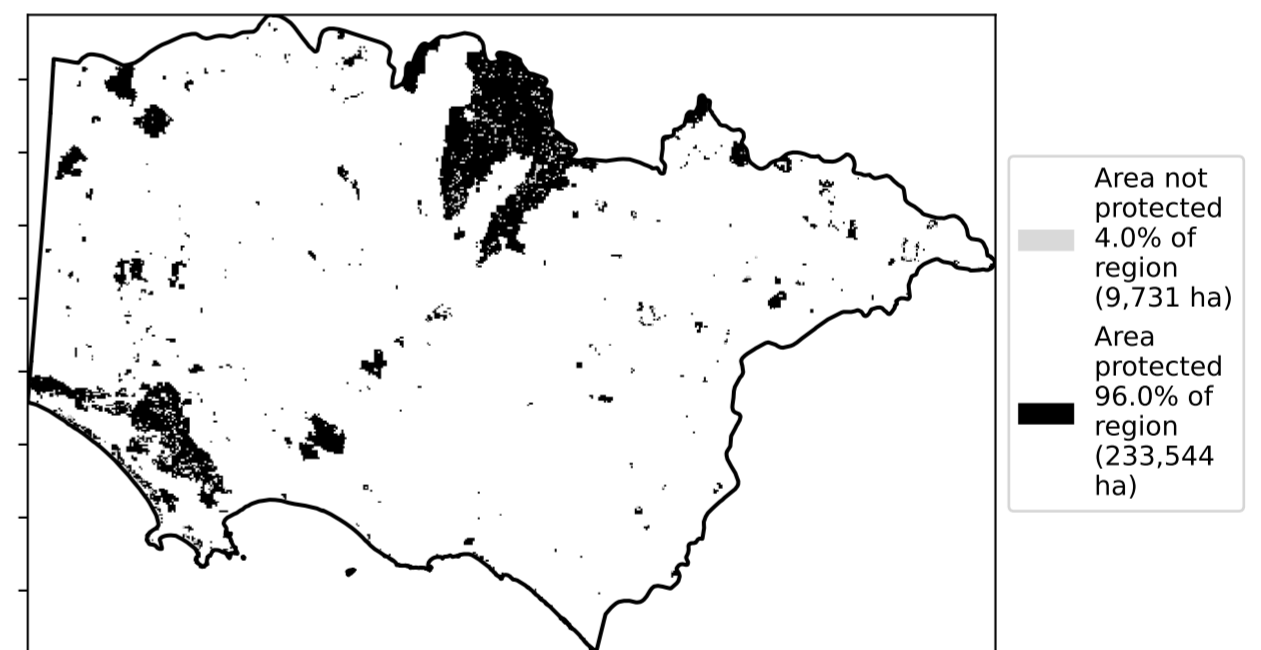 Area not
protected
4.0% of
region
(9,731 ha)
Area
protected
96.0% of
region
(233,544
ha)